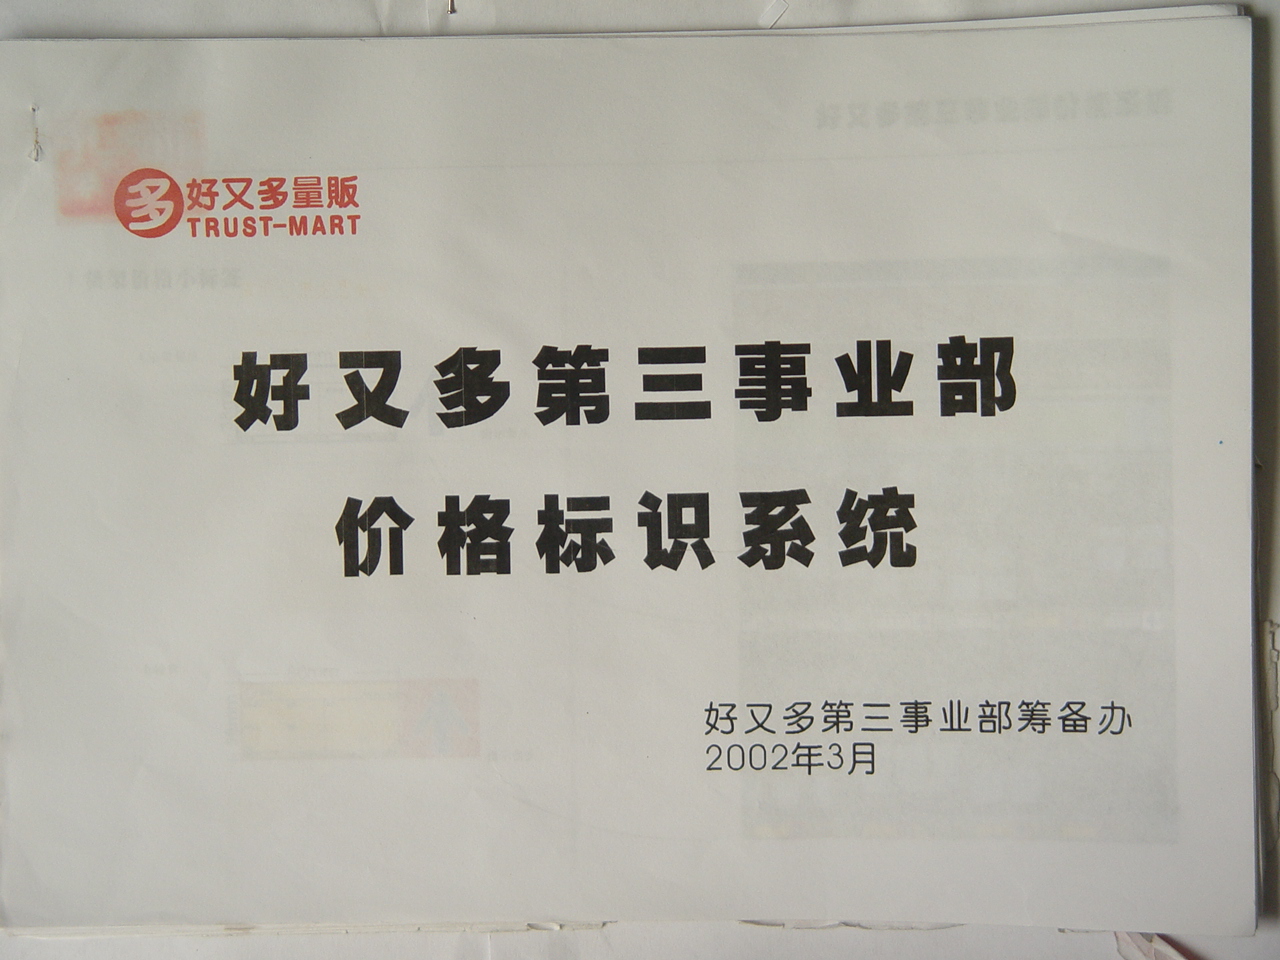 多 好又多量販
TRUST-MART
好又多第三事业部
价格标识系统
好又多第三事业部筹备办
2002年3月